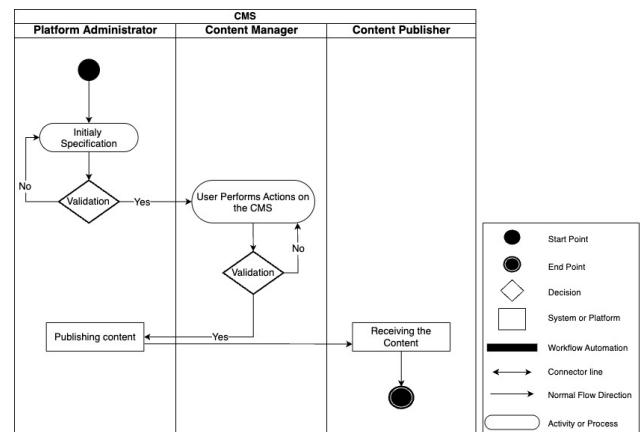 CMS
Platform Administrator
Content Manager
Content Publisher
Initialy
Specification
No
Validation
Yes
User Performs Actions on
the CMS
No
Validation
Yes
Publishing content
Receiving the
Content
Start Point
End Point
Decision
System or Platform
Workflow Automation
Connector line
Normal Flow Direction
Activity or Process